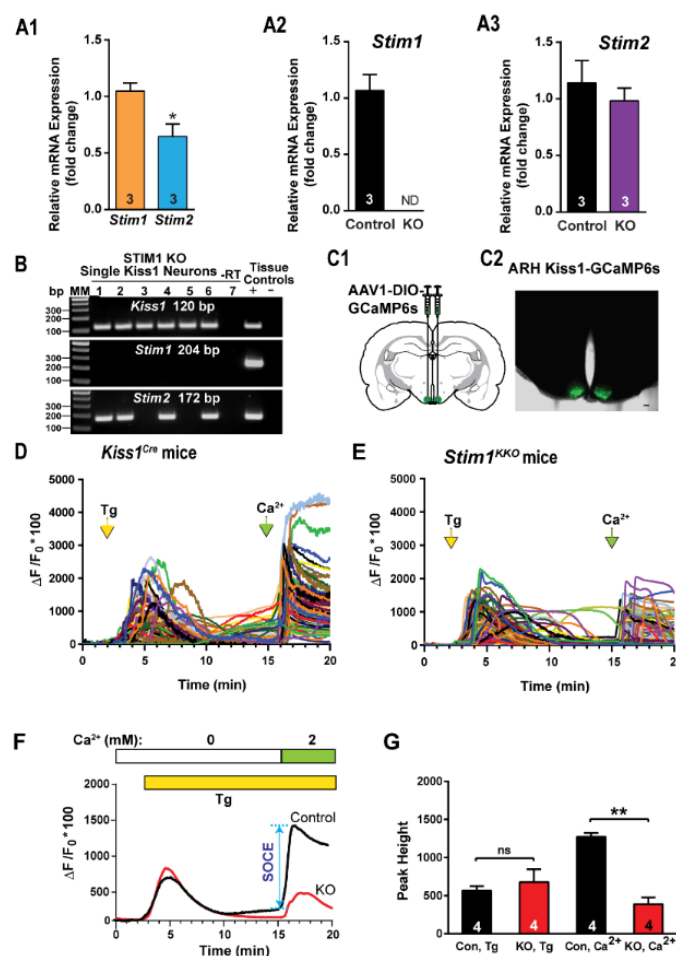 A1
Relative mRNA Expression
(fold change)
1.5
1.0
0.5
0.0
*
3
3
Stim1 Stim2
A2
Stim1
Relative mRNA Expression
(fold change)
1.5
1.0
0.5
0.0
3
ND
Control KO
A3
Stim2
Relative mRNA Expression
(fold change)
1.5
1.0
0.5
0.0
3
3
Control KO
B
STIM1 KO
Single Kiss1 Neurons
-RT
Tissue
Controls
bp MM 1 2 3 4 5 6 7 + -
Kiss1 120 bp
300
200
100
Stim1 204 bp
300
200
100
Stim2 172 bp
300
200
100
C1
AAV1-DIO-
GCaMP6s
C2
ARH Kiss1-GCaMP6s
D
Kiss1Cre mice
ΔF /F0 * 100
5000
4000
3000
2000
1000
0
Tg
Ca2+
0 5 10 15 20
Time (min)
E
Stim1KKO mice
ΔF /F0 * 100
5000
4000
3000
2000
1000
0
Tg
Ca2+
0 5 10 15 20
Time (min)
F
Ca2+ (mM): 0 2
Tg
ΔF /F0 * 100
2000
1500
1000
500
0
Control
SOCE
KO
0 5 10 15 20
Time (min)
G
Peak Height
2000
1500
1000
500
0
ns
**
4
4
4
4
Con, Tg KO, Tg Con, Ca2+ KO, Ca2+